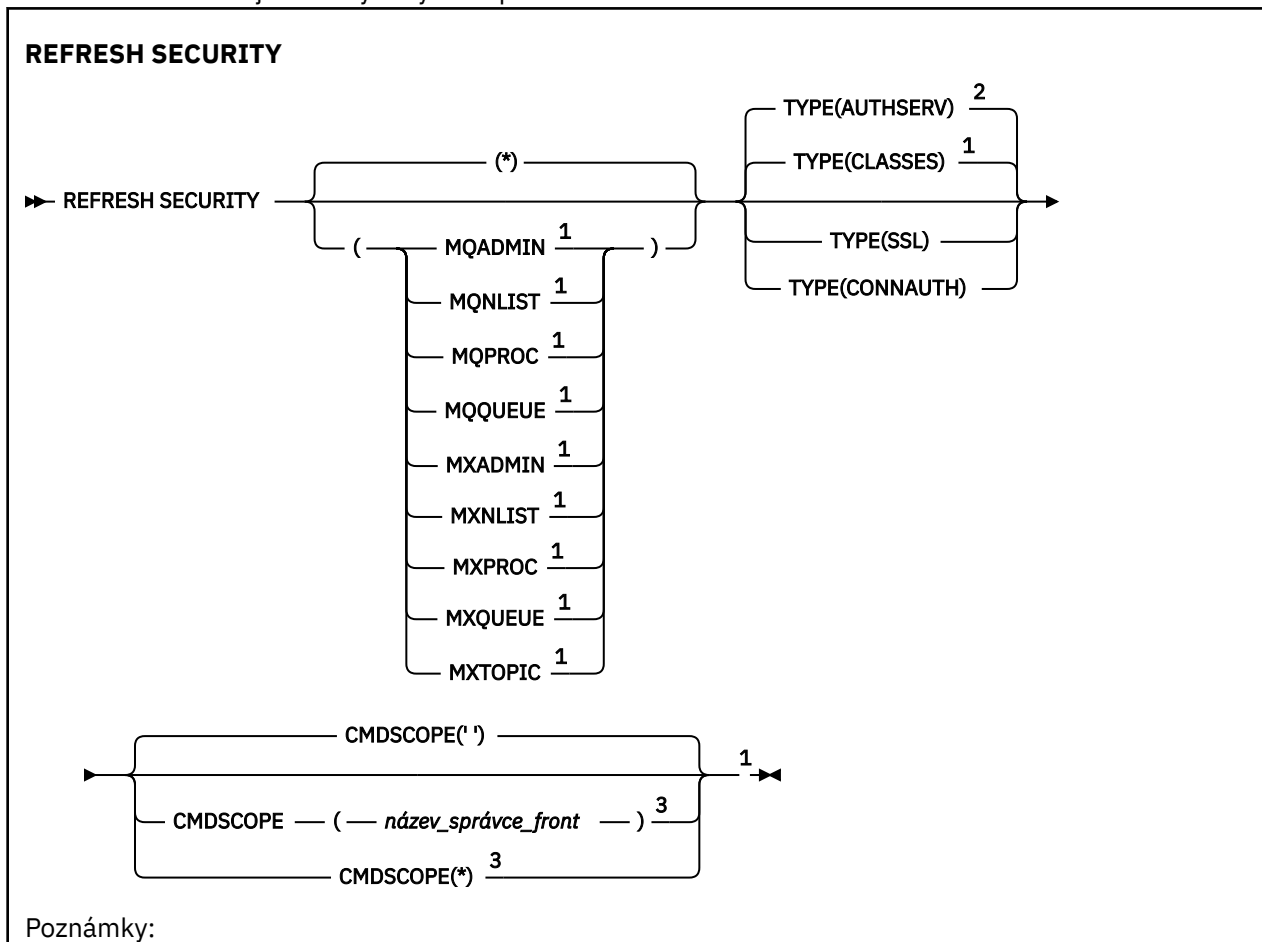 REFRESH SECURITY
TYPE(AUTHSERV) 2
(*)
TYPE(CLASSES) 1
REFRESH SECURITY
( MQADMIN 1 )
TYPE(SSL)
MQNLIST 1
TYPE(CONNAUTH)
MQPROC 1
MQQUEUE 1
MXADMIN 1
MXNLIST 1
MXPROC 1
MXQUEUE 1
MXTOPIC 1
CMDSCOPE(' ')
1
CMDSCOPE ( název_správce_front ) 3
CMDSCOPE(*) 3
Poznámky: